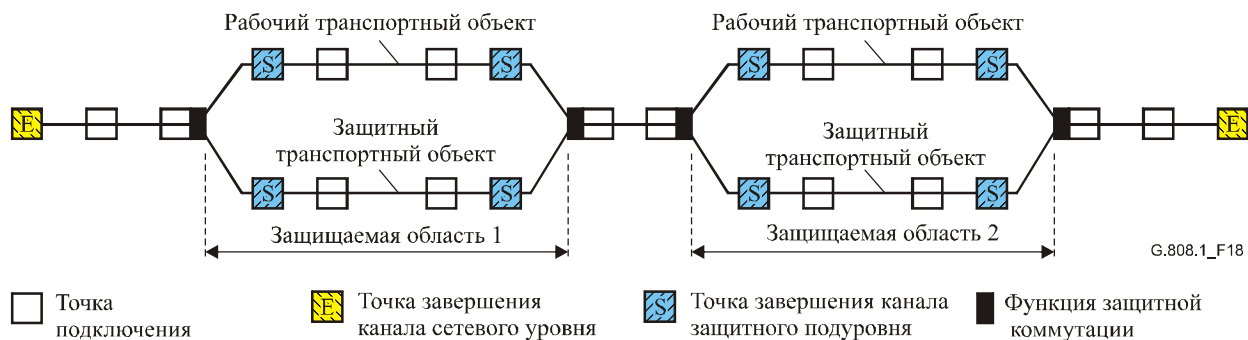 Рабочий транспортный объект
Рабочий транспортный объект
S
S
S
S
E
E
Защитный
транспортный объект
Защитный
транспортный объект
S
S
S
S
Защищаемая область 1
Защищаемая область 2
G.808.1_F18
Точка
подключения
E
Точка завершения
канала сетевого уровня
S
Точка завершения канала
защитного подуровня
Функция защитной
коммутации